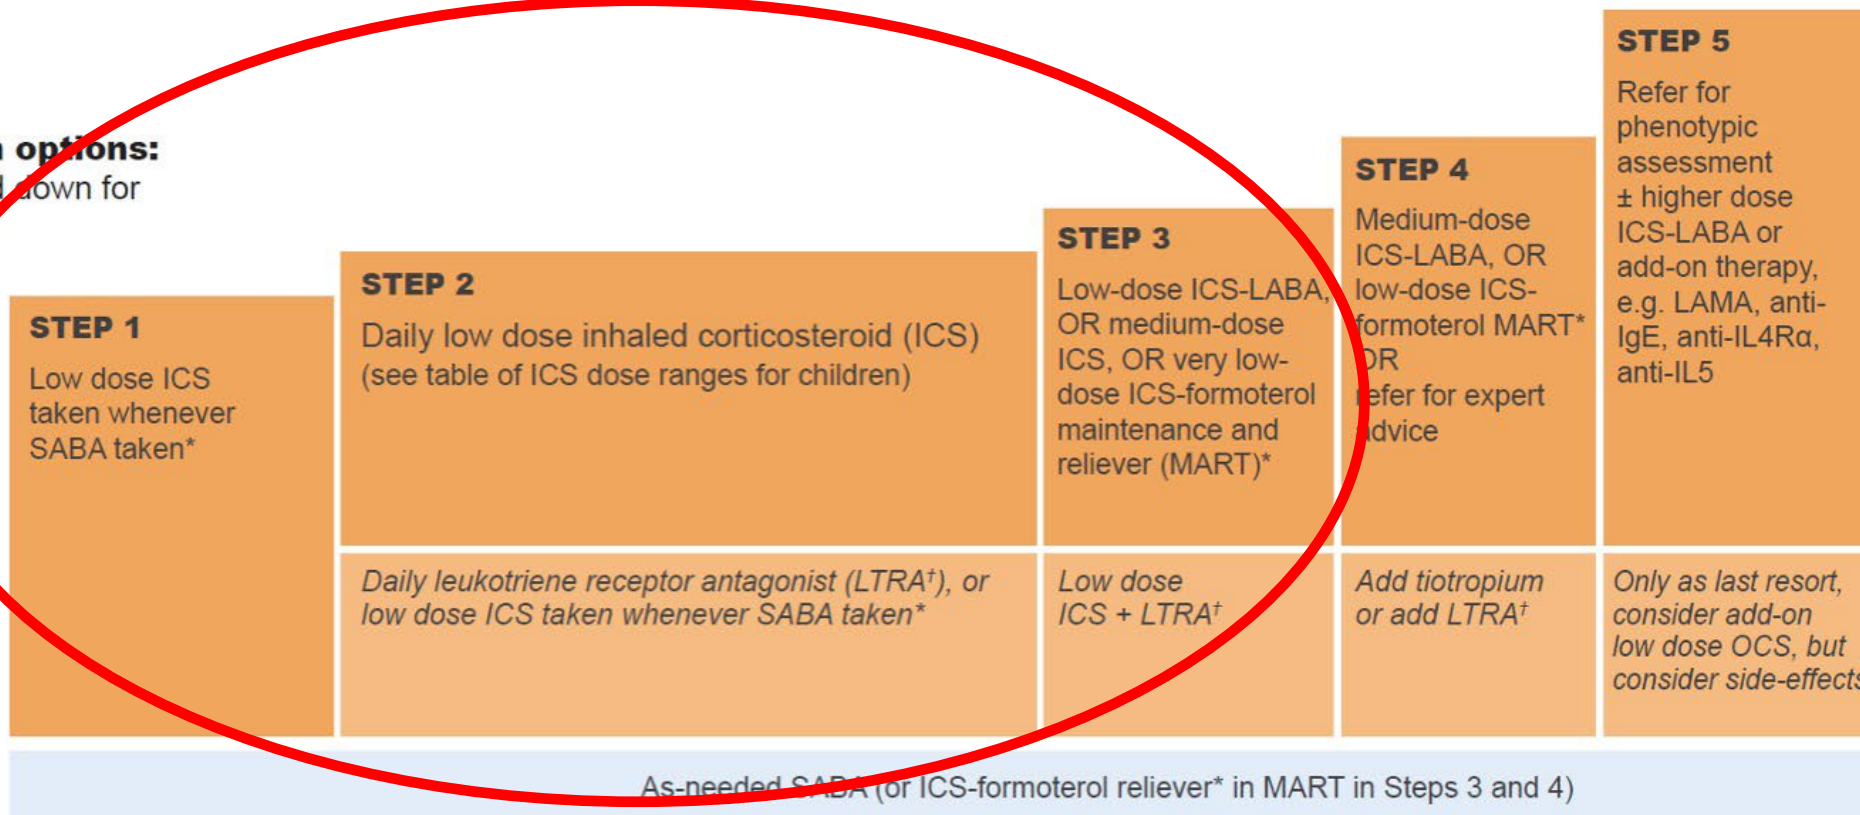 options:
down for
STEP 1
Low dose ICS
taken whenever
SABA taken*
STEP 2
Daily low dose inhaled corticosteroid (ICS)
(see table of ICS dose ranges for children)
Daily leukotriene receptor antagonist (LTRA†), or
low dose ICS taken whenever SABA taken*
STEP 3
Low-dose ICS-LABA,
OR medium-dose
ICS, OR very low-
dose ICS-formoterol
maintenance and
reliever (MART)*
Low dose
ICS + LTRA†
STEP 4
Medium-dose
ICS-LABA, OR
low-dose ICS-
formoterol MART*
OR
refer for expert
advice
Add tiotropium
or add LTRA†
STEP 5
Refer for
phenotypic
assessment
± higher dose
ICS-LABA or
add-on therapy,
e.g. LAMA, anti-
IgE, anti-IL4Rα,
anti-IL5
Only as last resort,
consider add-on
low dose OCS, but
consider side-effects
As-needed SABA (or ICS-formoterol reliever* in MART in Steps 3 and 4)